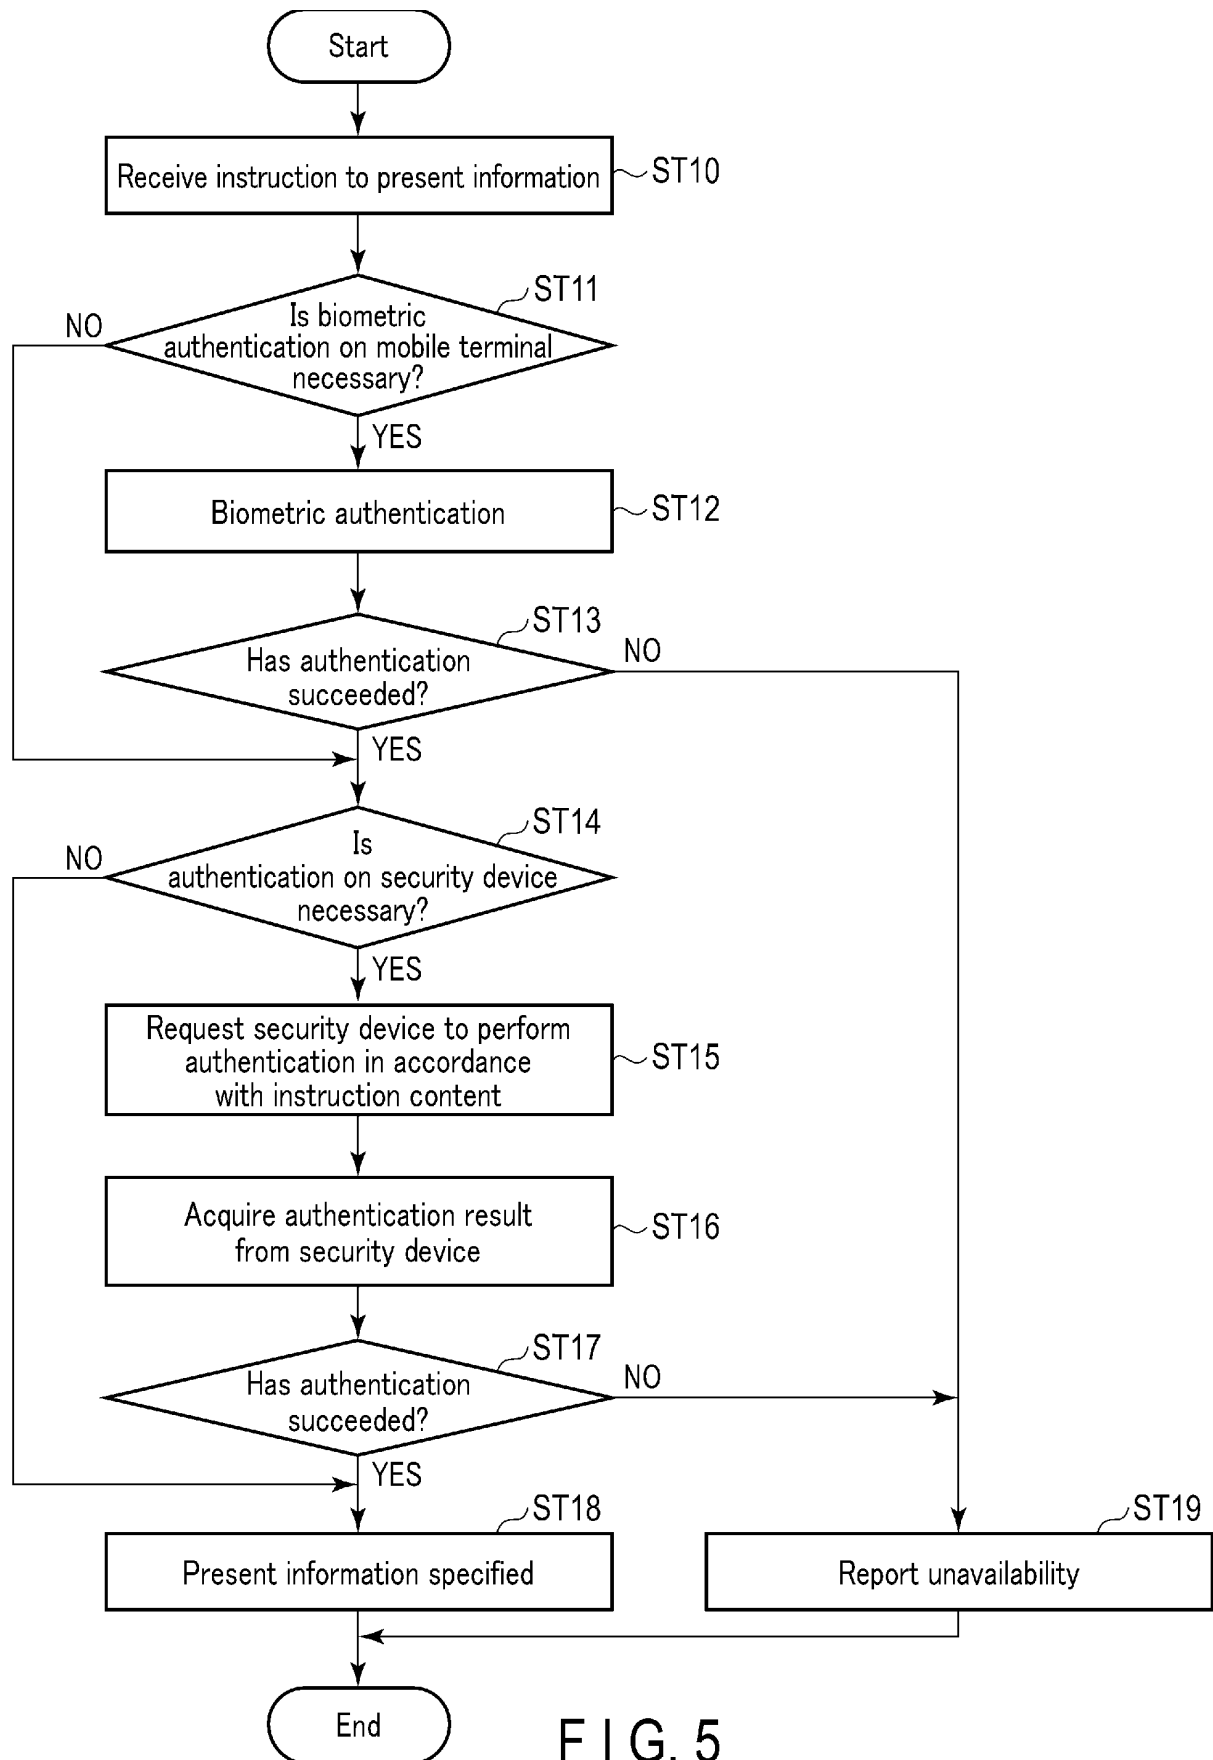 Start
Receive instruction to present information
ST10
ST11
Is biometric
authentication on mobile terminal
necessary?
NO
YES
Biometric authentication
ST12
ST13
Has authentication
succeeded?
NO
YES
ST14
Is
authentication on security device
necessary?
NO
YES
Request security device to perform
authentication in accordance
with instruction content
ST15
Acquire authentication result
from security device
ST16
ST17
Has authentication
succeeded?
NO
YES
ST18
Present information specified
ST19
Report unavailability
End
FIG. 5